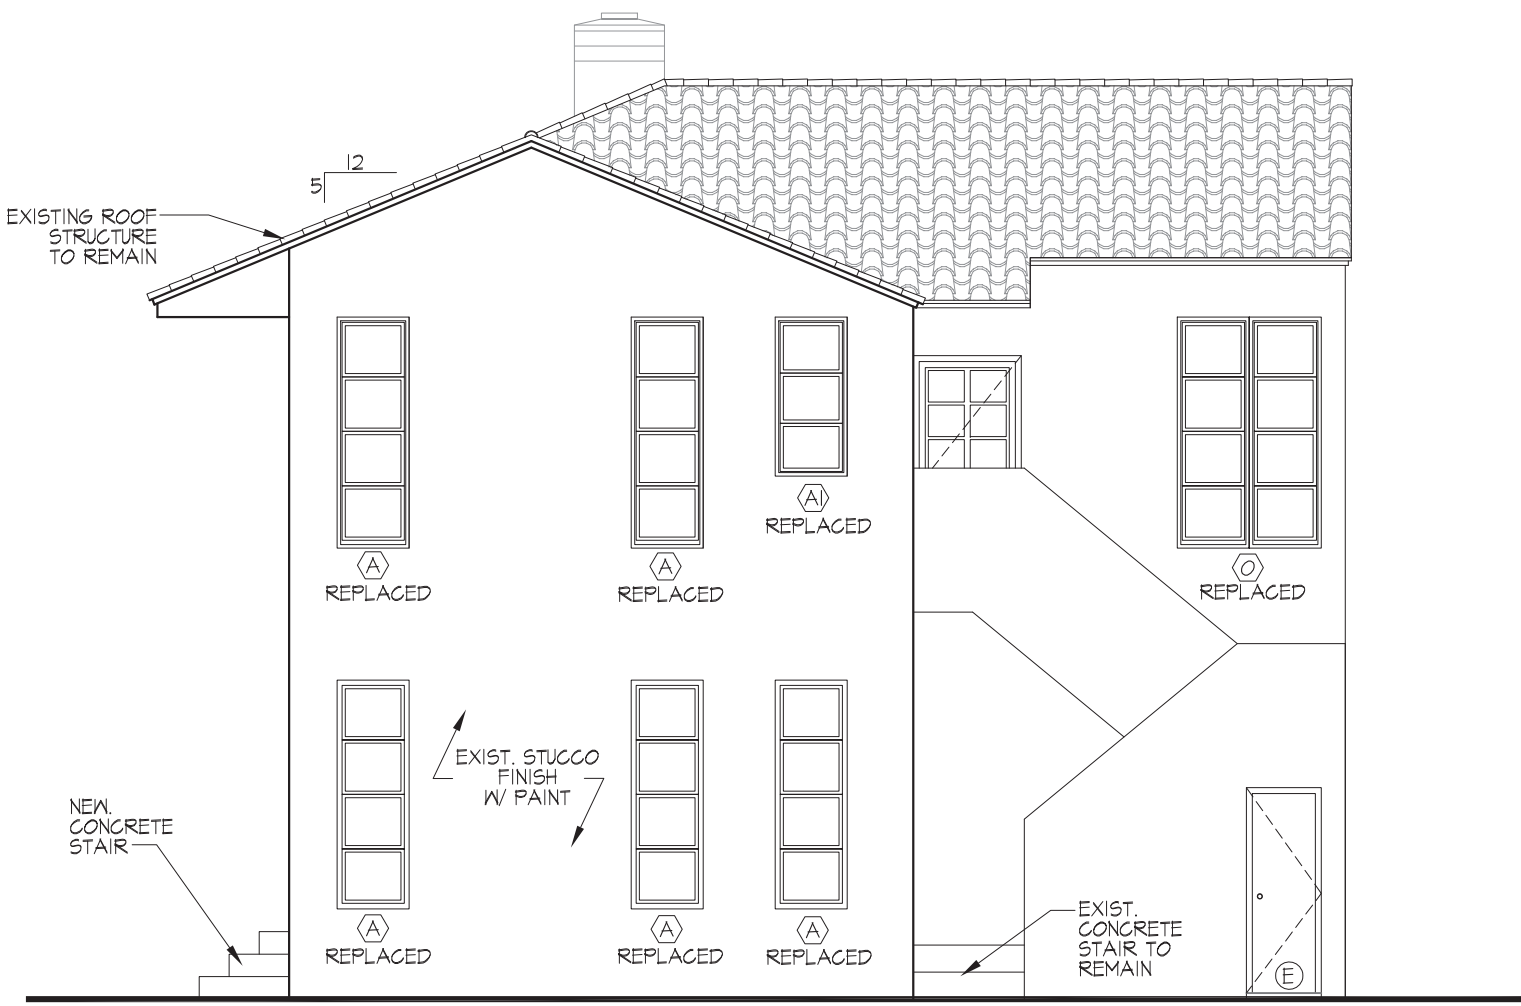 12
5
EXISTING ROOF
STRUCTURE
TO REMAIN
A1
REPLACED
A
REPLACED
A
REPLACED
O
REPLACED
EXIST. STUCCO
FINISH
W/ PAINT
NEW.
CONCRETE
STAIR
EXIST.
CONCRETE
STAIR TO
REMAIN
A
REPLACED
A
REPLACED
A
REPLACED
E